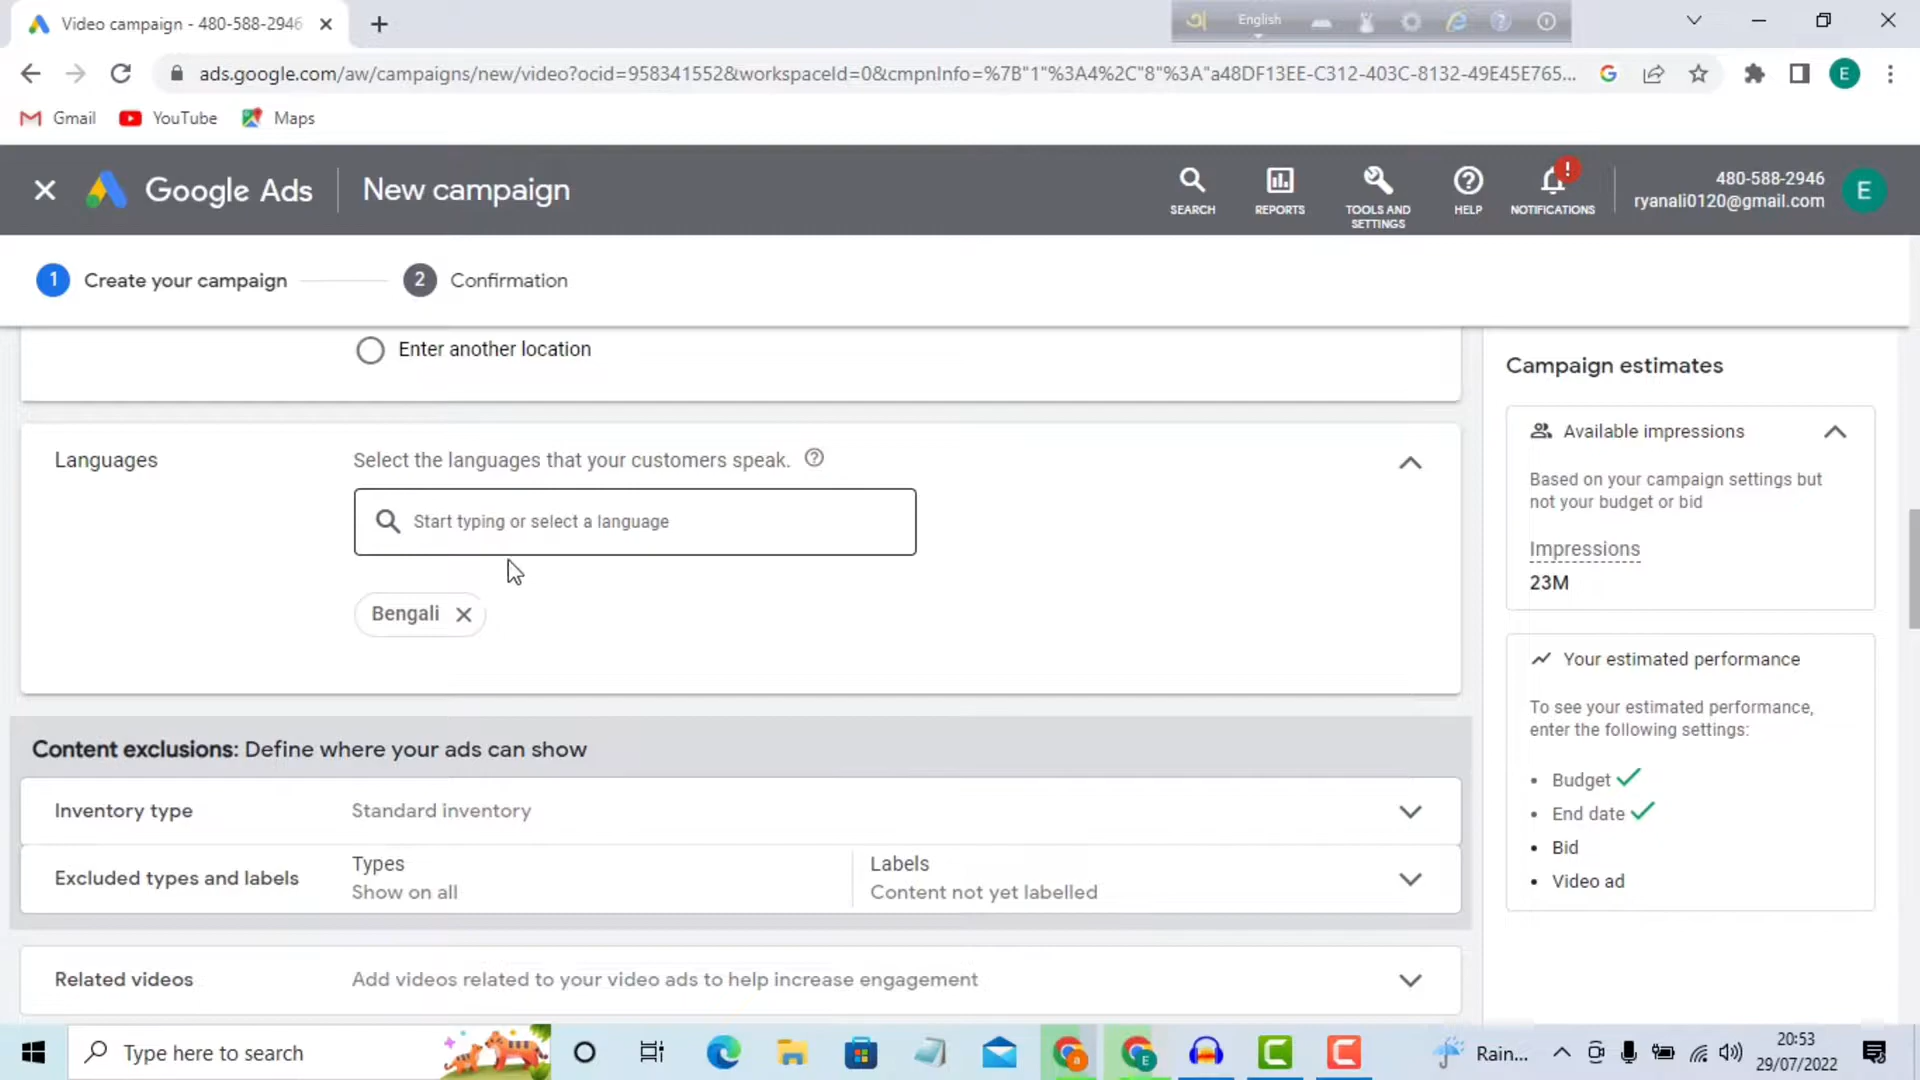 Video campaign - 480-588-2946
English
ads.google.com/aw/campaigns/new/video?ocid=958341552&workspaceId=0&cmpnInfo=%7B"1"%3A4%2C"8"%3A"a48DF13EE-C312-403C-8132-49E45E765...
E
Gmail
YouTube
Maps
Google Ads
New campaign
SEARCH
REPORTS
TOOLS AND
SETTINGS
HELP
!
NOTIFICATIONS
480-588-2946
ryanali0120@gmail.com
E
1
Create your campaign
2
Confirmation
Enter another location
Languages
Select the languages that your customers speak.
Start typing or select a language
Bengali
Content exclusions: Define where your ads can show
Inventory type
Standard inventory
Excluded types and labels
Types
Show on all
Labels
Content not yet labelled
Related videos
Add videos related to your video ads to help increase engagement
Campaign estimates
Available impressions
Based on your campaign settings but
not your budget or bid
Impressions
23M
Your estimated performance
To see your estimated performance,
enter the following settings:
• Budget
• End date
• Bid
• Video ad
Type here to search
Rain...
20:53
29/07/2022